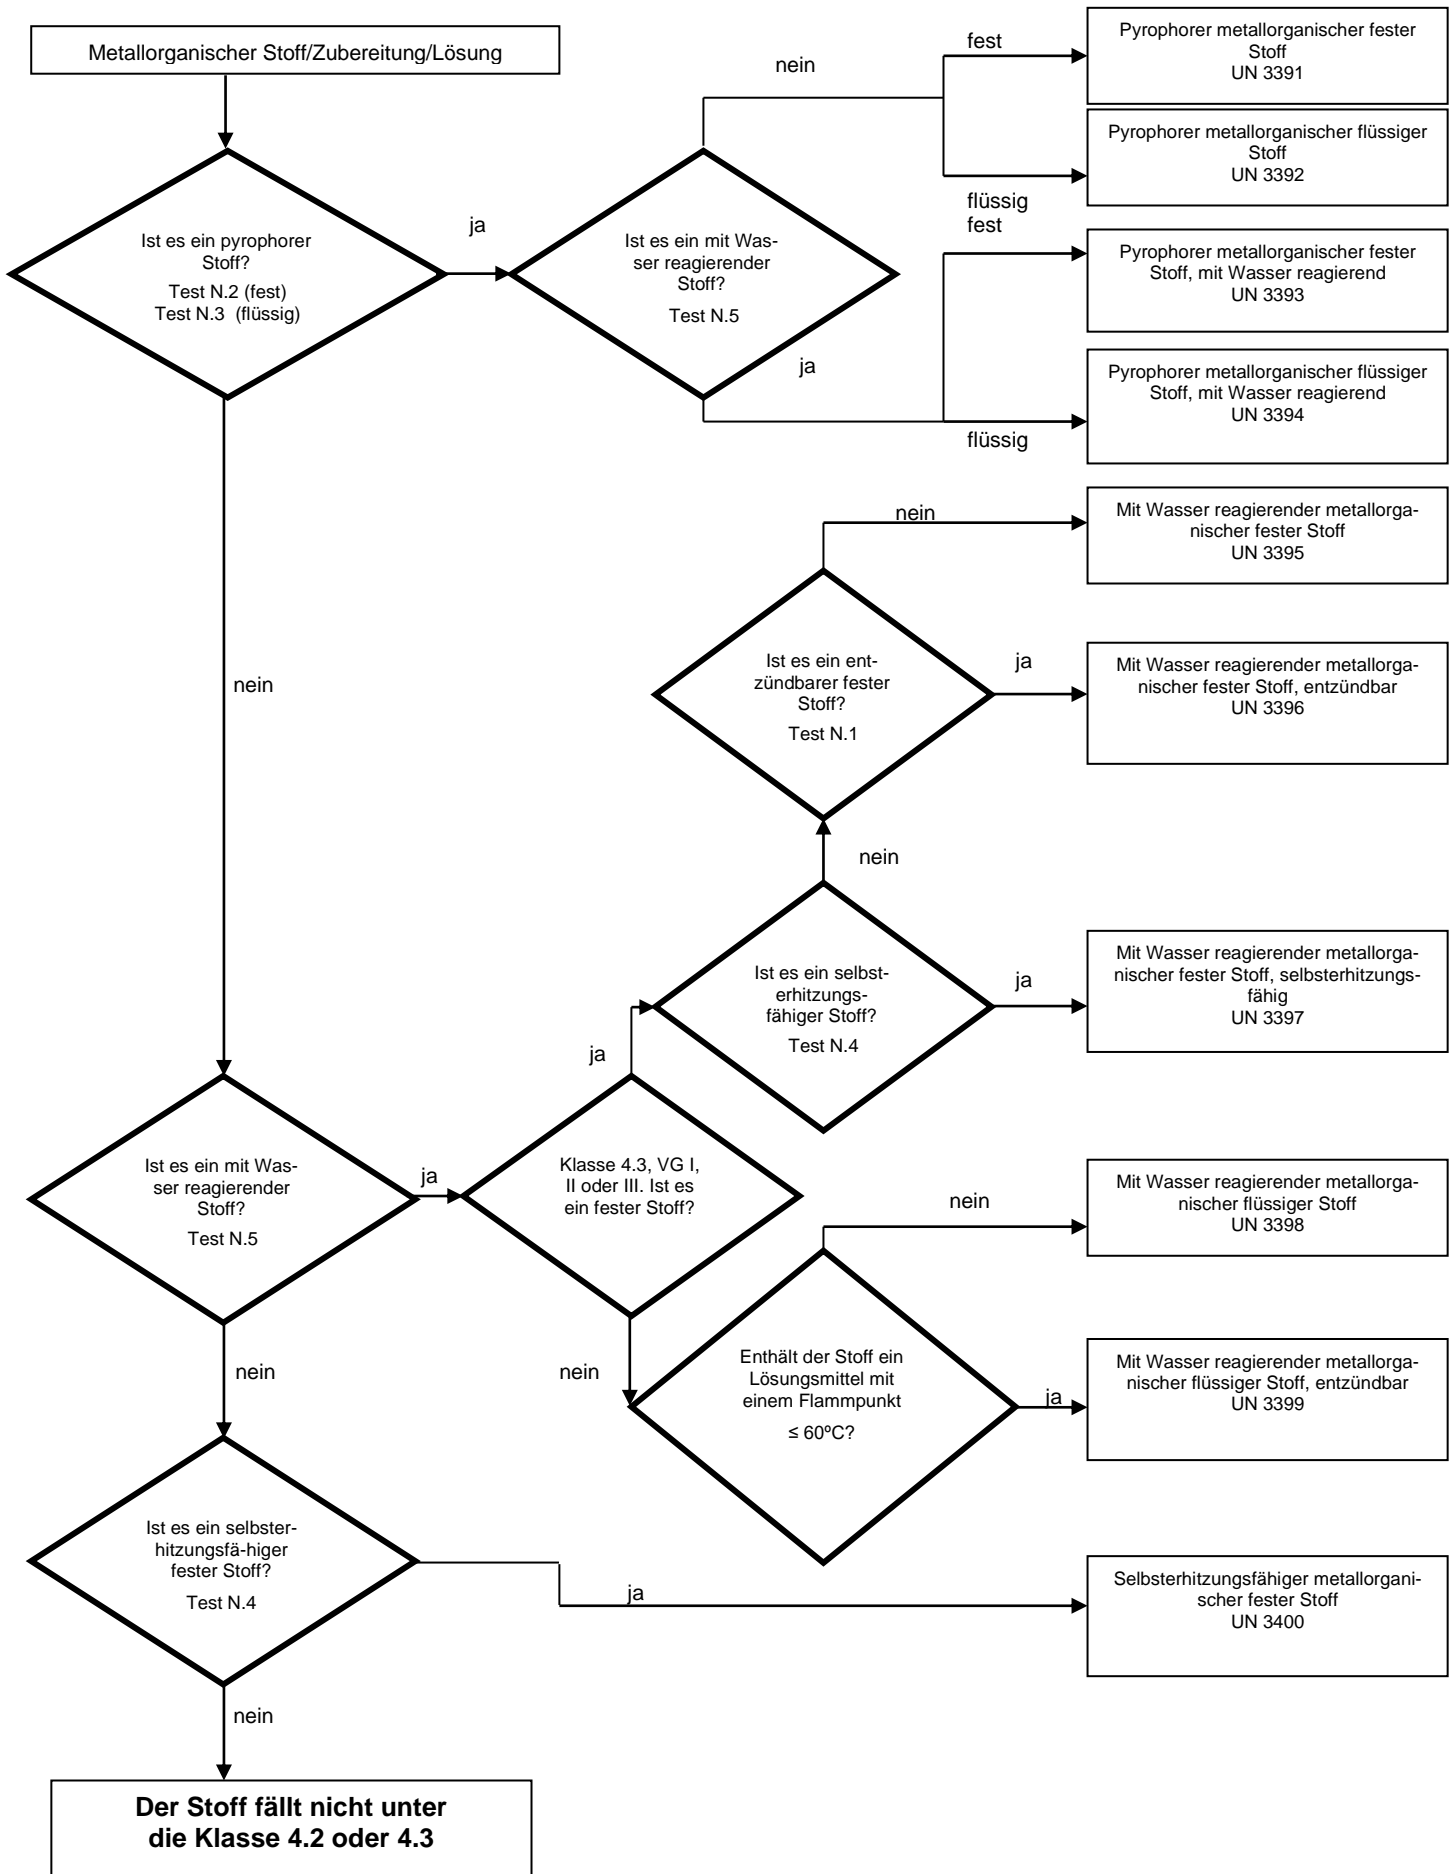 Metallorganischer Stoff/Zubereitung/Lösung
nein
fest
Pyrophorer metallorganischer fester
Stoff
UN 3391
Pyrophorer metallorganischer flüssiger
Stoff
UN 3392
flüssig
fest
Ist es ein pyrophorer
Stoff?
Test N.2 (fest)
Test N.3 (flüssig)
ja
Ist es ein mit Was-
ser reagierender
Stoff?
Test N.5
ja
Pyrophorer metallorganischer fester
Stoff, mit Wasser reagierend
UN 3393
Pyrophorer metallorganischer flüssiger
Stoff, mit Wasser reagierend
UN 3394
flüssig
nein
Mit Wasser reagierender metallorga-
nischer fester Stoff
UN 3395
nein
Ist es ein ent-
zündbarer fester
Stoff?
Test N.1
ja
Mit Wasser reagierender metallorga-
nischer fester Stoff, entzündbar
UN 3396
nein
Ist es ein selbst-
erhitzungs-
fähiger Stoff?
Test N.4
ja
Mit Wasser reagierender metallorga-
nischer fester Stoff, selbsterhitzungs-
fähig
UN 3397
ja
Ist es ein mit Was-
ser reagierender
Stoff?
Test N.5
ja
Klasse 4.3, VG I,
II oder III. Ist es
ein fester Stoff?
nein
Mit Wasser reagierender metallorga-
nischer flüssiger Stoff
UN 3398
nein
nein
Enthält der Stoff ein
Lösungsmittel mit
einem Flammpunkt
≤ 60ºC?
ja
Mit Wasser reagierender metallorga-
nischer flüssiger Stoff, entzündbar
UN 3399
Ist es ein selbster-
hitzungsfä-higer
fester Stoff?
Test N.4
ja
Selbsterhitzungsfähiger metallorgani-
scher fester Stoff
UN 3400
nein
Der Stoff fällt nicht unter
die Klasse 4.2 oder 4.3